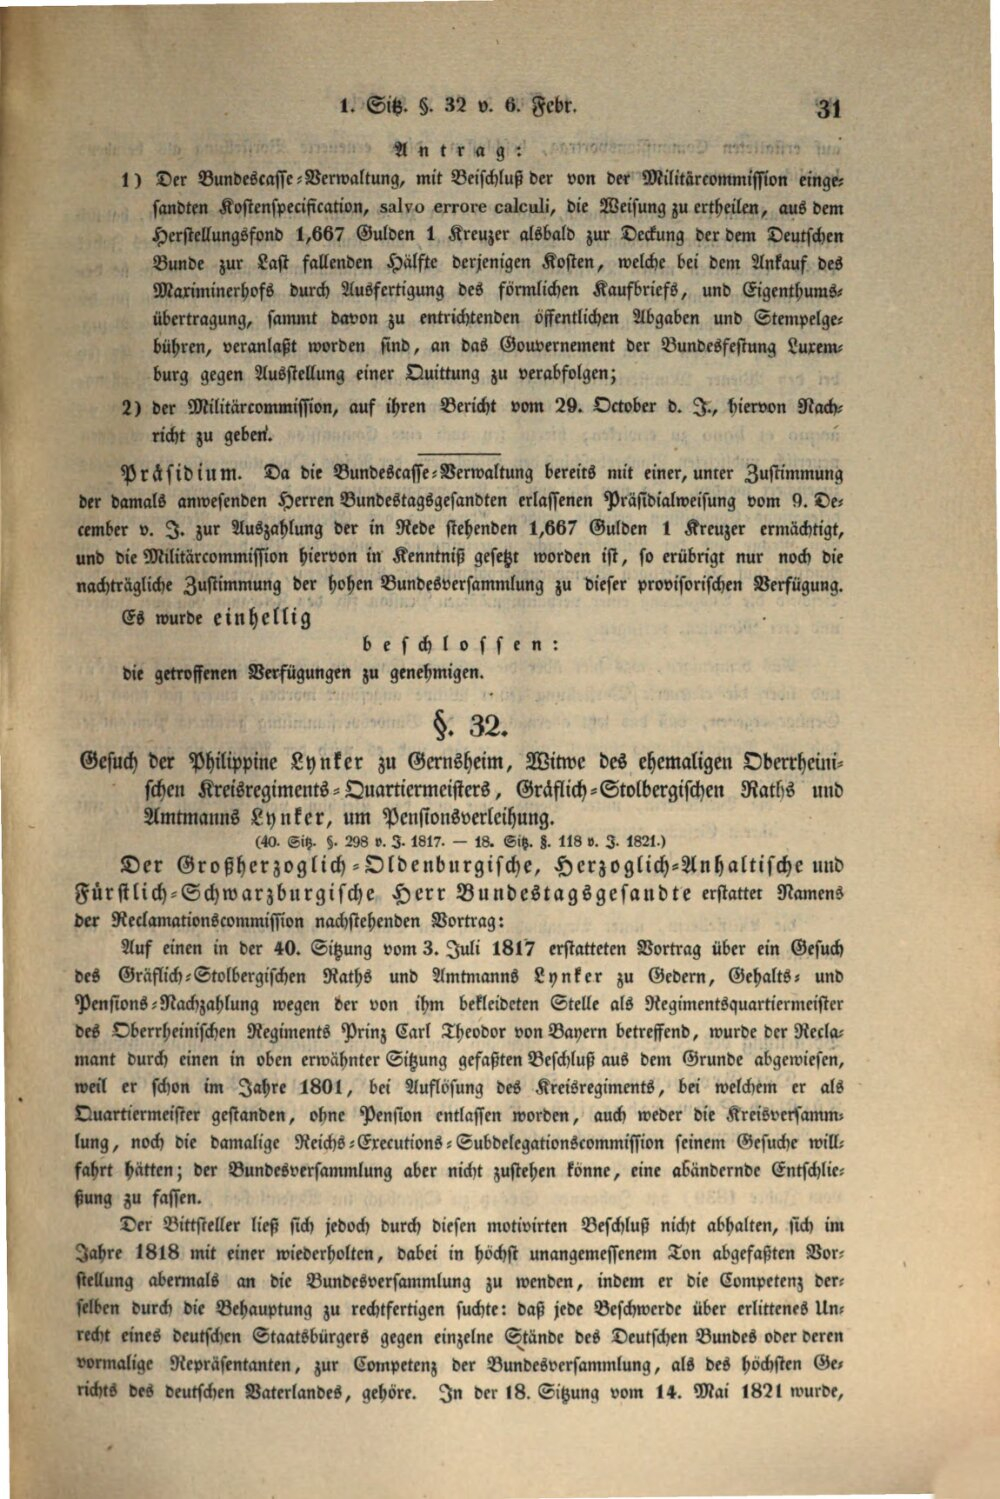 1. Sitz. §. 32 v. 6. Febr. 31
Antrag:
1) Der Bundescasse-Verwaltung, mit Beischluß der von der Militärcommission einge-
sandten Kostenspecification, salvo errore calculi, die Weisung zu ertheilen, aus dem
Herstellungsfond 1,667 Gulden 1 Kreuzer alsbald zur Deckung der dem Deutschen
Bunde zur Last fallenden Hälfte derjenigen Kosten, welche bei dem Ankauf des
Maximinerhofs durch Ausfertigung des förmlichen Kaufbriefs, und Eigenthums-
übertragung, sammt davon zu entrichtenden öffentlichen Abgaben und Stempelge-
bühren, veranlaßt worden sind, an das Gouvernement der Bundesfestung Luxem-
burg gegen Ausstellung einer Quittung zu verabfolgen;
2) der Militärcommission, auf ihren Bericht vom 29. October d. J., hiervon Nach-
richt zu geben.
Präsidium. Da die Bundescasse-Verwaltung bereits mit einer, unter Zustimmung
der damals anwesenden Herren Bundestagsgesandten erlassenen Präsidialweisung vom 9. De-
cember v. J. zur Auszahlung der in Rede stehenden 1,667 Gulden 1 Kreuzer ermächtigt,
und die Militärcommission hiervon in Kenntniß gesetzt worden ist, so erübrigt nur noch die
nachträgliche Zustimmung der hohen Bundesversammlung zu dieser provisorischen Verfügung.
Es wurde einhellig
beschlossen:
die getroffenen Verfügungen zu genehmigen.
§. 32.
Gesuch der Philippine Lynker zu Gernsheim, Witwe des ehemaligen Oberrheini-
schen Kreisregiments-Quartiermeisters, Gräflich-Stolbergischen Raths und
Amtmanns Lynker, um Pensionsverleihung.
(40. Sitz. §. 298 v. J. 1817. — 18. Sitz. §. 118 v. J. 1821.)
Der Großherzoglich-Oldenburgische, Herzoglich-Anhaltische und
Fürstlich-Schwarzburgische Herr Bundestagsgesandte erstattet Namens
der Reclamationscommission nachstehenden Vortrag:
Auf einen in der 40. Sitzung vom 3. Juli 1817 erstatteten Vortrag über ein Gesuch
des Gräflich-Stolbergischen Raths und Amtmanns Lynker zu Gedern, Gehalts- und
Pensions-Nachzahlung wegen der von ihm bekleideten Stelle als Regimentsquartiermeister
des Oberrheinischen Regiments Prinz Carl Theodor von Bayern betreffend, wurde der Recla-
mant durch einen in oben erwähnter Sitzung gefaßten Beschluß aus dem Grunde abgewiesen,
weil er schon im Jahre 1801, bei Auflösung des Kreisregiments, bei welchem er als
Quartiermeister gestanden, ohne Pension entlassen worden, auch weder die Kreisversamm-
lung, noch die damalige Reichs-Executions-Subdelegationscommission seinem Gesuche will-
fahrt hätten; der Bundesversammlung aber nicht zustehen könne, eine abändernde Entschlie-
ßung zu fassen.
Der Bittsteller ließ sich jedoch durch diesen motivirten Beschluß nicht abhalten, sich im
Jahre 1818 mit einer wiederholten, dabei in höchst unangemessenem Ton abgefaßten Vor-
stellung abermals an die Bundesversammlung zu wenden, indem er die Competenz der-
selben durch die Behauptung zu rechtfertigen suchte: daß jede Beschwerde über erlittenes Un-
recht eines deutschen Staatsbürgers gegen einzelne Stände des Deutschen Bundes oder deren
vormalige Repräsentanten, zur Competenz der Bundesversammlung, als des höchsten Ge-
richts des deutschen Vaterlandes, gehöre. In der 18. Sitzung vom 14. Mai 1821 wurde,